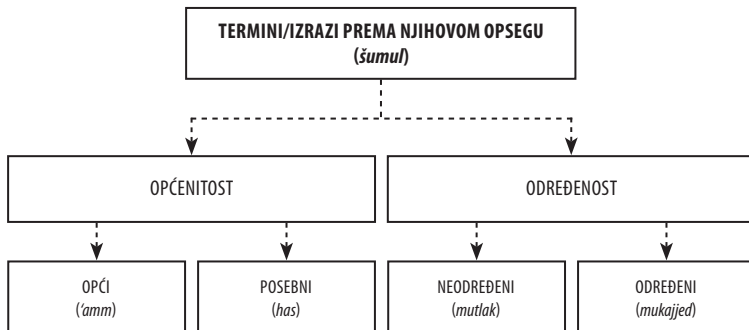 TERMINI/IZRAZI PREMA NJIHOVOM OPSEGU
(šumul)
OPĆENITOST
ODREĐENOST
OPĆI
('amm)
POSEBNI
(has)
NEODREĐENI
(mutlak)
ODREĐENI
(mukajjed)